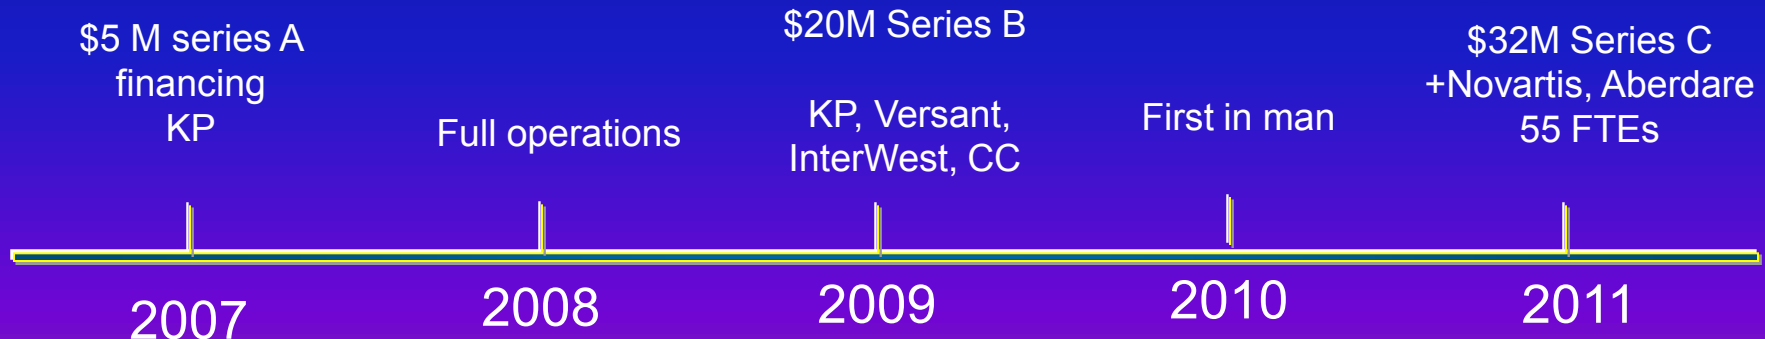 $5 M series A
financing
KP
Full operations
$20M Series B
KP, Versant,
InterWest, CC
First in man
$32M Series C
+Novartis, Aberdare
55 FTEs
2007
2008
2009
2010
2011